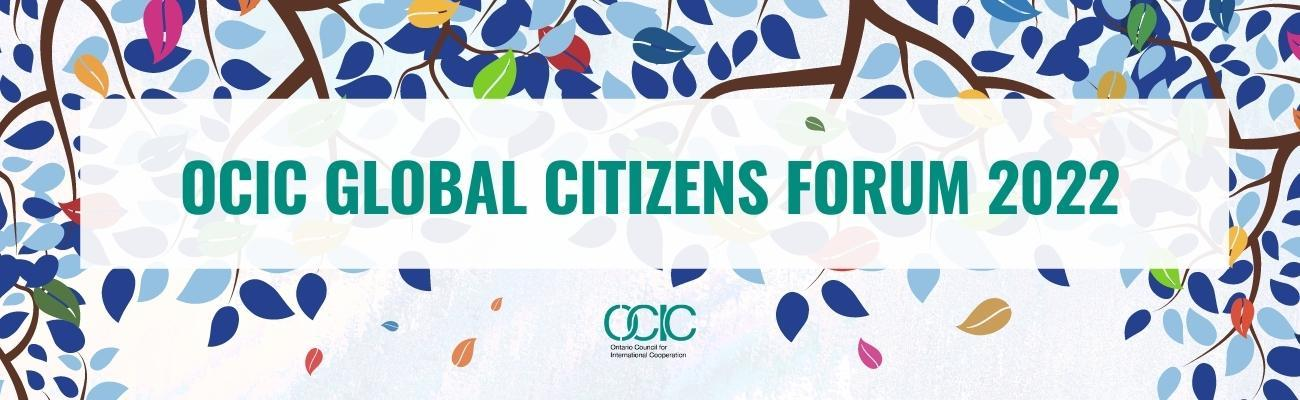 OCIC GLOBAL CITIZENS FORUM 2022
OCIC
Ontario Council for
International Cooperation